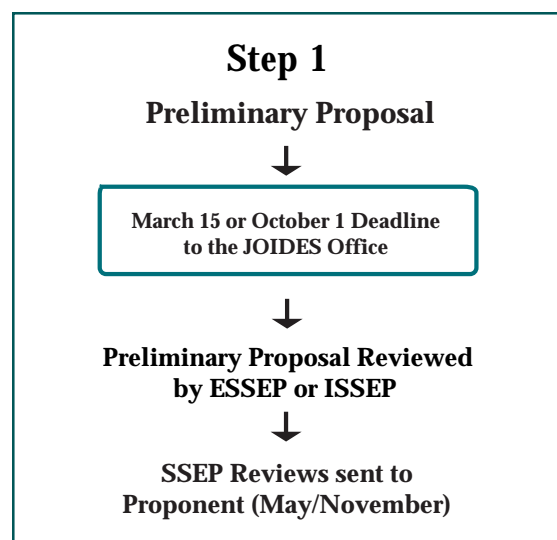 Step 1
Preliminary Proposal
March 15 or October 1 Deadline
to the JOIDES Office
Preliminary Proposal Reviewed
by ESSEP or ISSEP
SSEP Reviews sent to
Proponent (May/November)